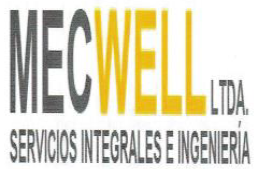 MECWELL LTDA.
SERVICIOS INTEGRALES E INGENIERÍA